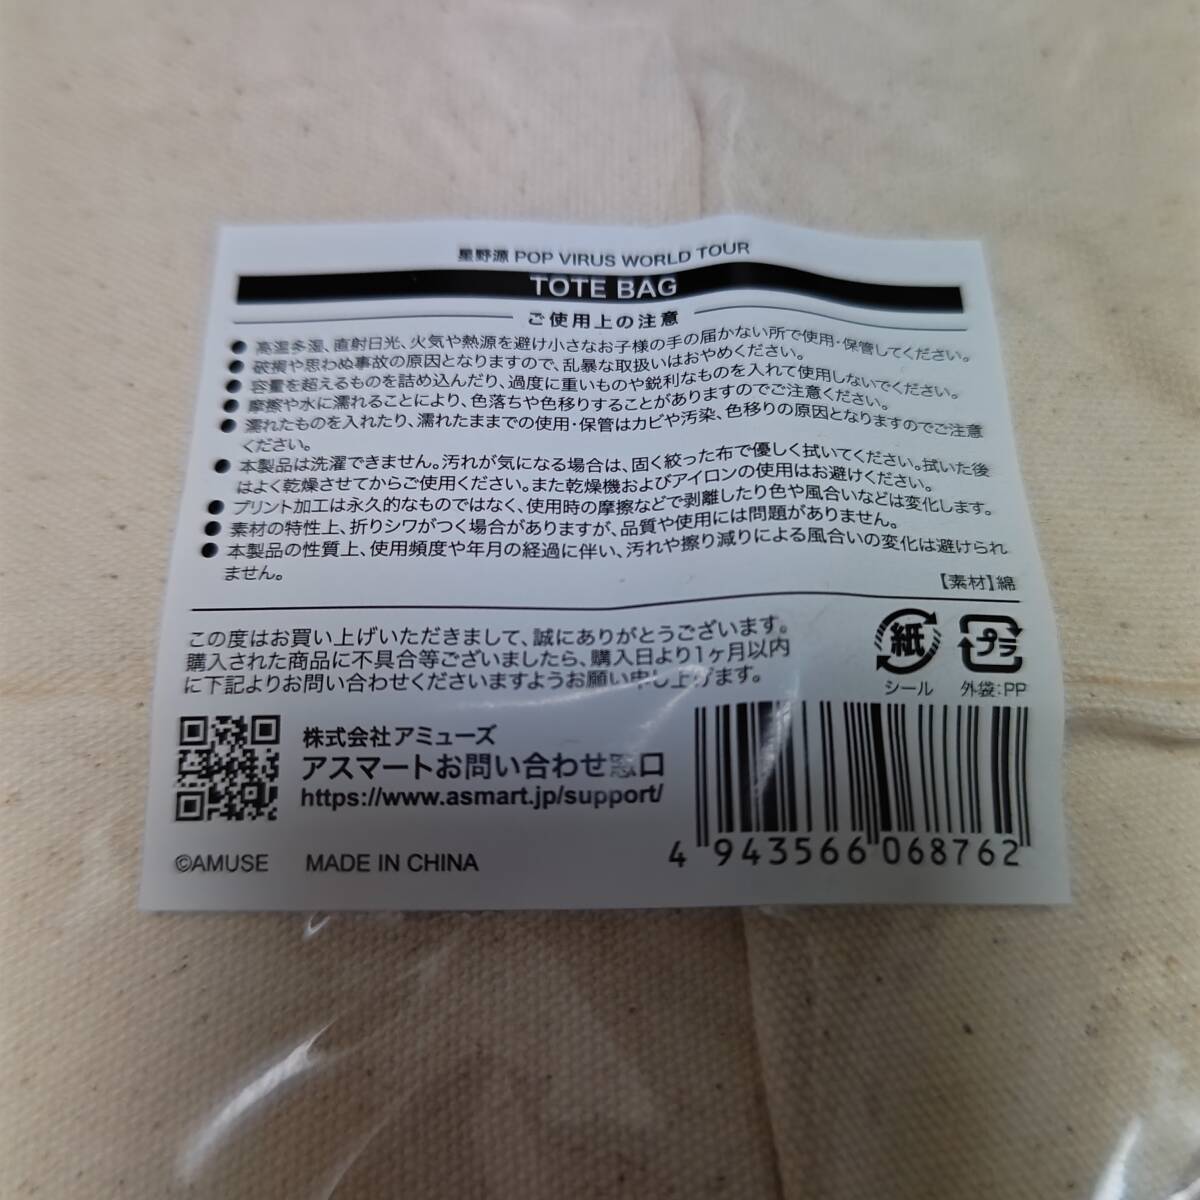 星野源 POP VIRUS WORLD TOUR
TOTE BAG
ご使用上の注意
● 高温多湿、直射日光、火気や熱源を避け小さなお子様の手の届かない所で使用・保管してください。
● 破損や思わぬ事故の原因となりますので、乱暴な取扱いはおやめください。
● 容量を超えるものを詰め込んだり、過度に重いものや鋭利なものを入れて使用しないでください。
● 摩擦や水に濡れることにより、色落ちや色移りすることがありますのでご注意ください。
● 濡れたものを入れたり、濡れたままでの使用・保管はカビや汚染、色移りの原因となりますのでご注意
ください。
● 本製品は洗濯できません。汚れが気になる場合は、固く絞った布で優しく拭いてください。拭いた後
はよく乾燥させてからご使用ください。また乾燥機およびアイロンの使用はお避けください。
● プリント加工は永久的なものではなく、使用時の摩擦などで剥離したり色や風合いなどは変化します。
● 素材の特性上、折りシワがつく場合がありますが、品質や使用には問題がありません。
● 本製品の性質上、使用頻度や年月の経過に伴い、汚れや擦り減りによる風合いの変化は避けられ
ません。
【素材】綿
この度はお買い上げいただきまして、誠にありがとうございます。
購入された商品に不具合等ございましたら、購入日より1ヶ月以内
に下記よりお問い合わせくださいますようお願い申し上げます。
紙
シール
プラ
外袋:PP
株式会社アミューズ
アスマートお問い合わせ窓口
https://www.asmart.jp/support/
©AMUSE MADE IN CHINA
4 943566 068762